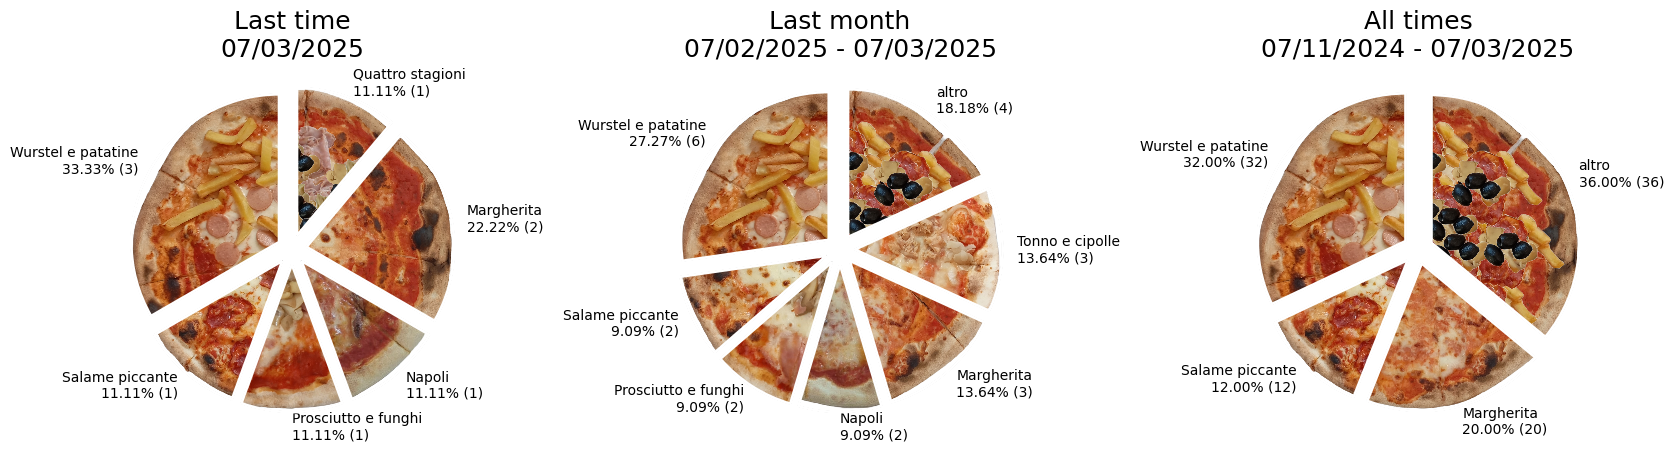 Last time
07/03/2025
Quattro stagioni
11.11% (1)
Wurstel e patatine
33.33% (3)
Margherita
22.22% (2)
Salame piccante
11.11% (1)
Napoli
11.11% (1)
Prosciutto e funghi
11.11% (1)
Last month
07/02/2025 - 07/03/2025
altro
18.18% (4)
Wurstel e patatine
27.27% (6)
Tonno e cipolle
13.64% (3)
Salame piccante
9.09% (2)
Margherita
13.64% (3)
Prosciutto e funghi
9.09% (2)
Napoli
9.09% (2)
All times
07/11/2024 - 07/03/2025
Wurstel e patatine
32.00% (32)
altro
36.00% (36)
Salame piccante
12.00% (12)
Margherita
20.00% (20)